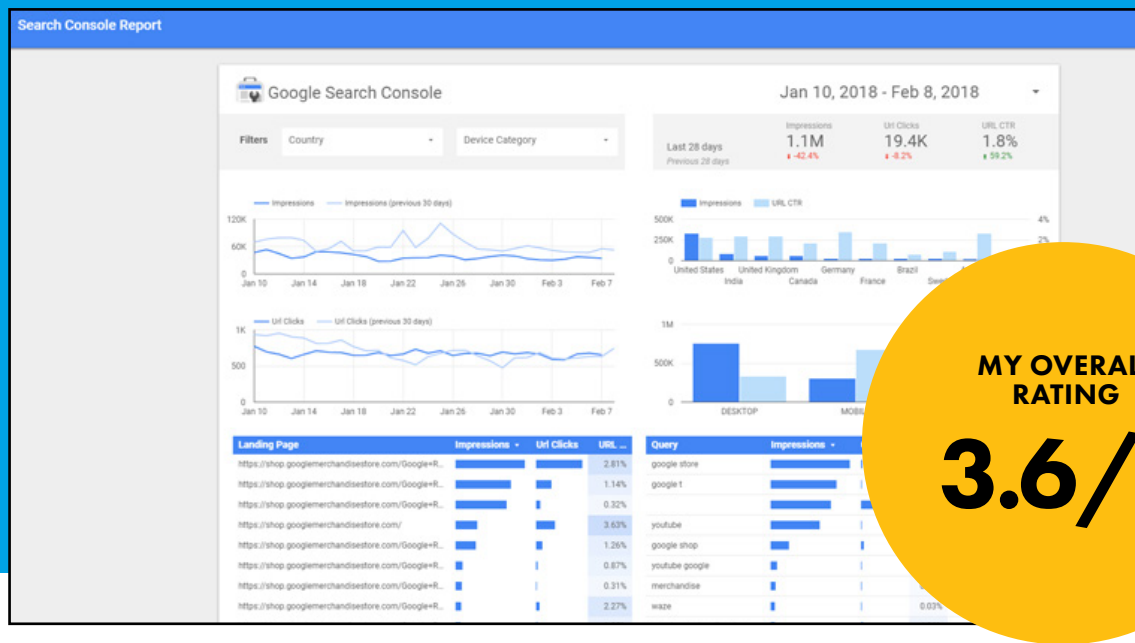 Search Console Report
Google Search Console
Jan 10, 2018 - Feb 8, 2018
Filters Country Device Category
Impressions Url Clicks URL CTR
Last 28 days 1.1M 19.4K 1.8%
Previous 28 days -42.4% -8.2% 59.2%
Impressions Impressions (previous 30 days)
120K
60K
0
Jan 10 Jan 14 Jan 18 Jan 22 Jan 26 Jan 30 Feb 3 Feb 7
Impressions URL CTR
500K 4%
250K 2%
0
United States United Kingdom Germany Brazil
India Canada France
Url Clicks Url Clicks (previous 30 days)
1K
500
0
Jan 10 Jan 14 Jan 18 Jan 22 Jan 26 Jan 30 Feb 3 Feb 7
1M
500K
0
DESKTOP MOBIL
MY OVERAL
RATING
3.6/
Landing Page Impressions Url Clicks URL ...
https://shop.googlemerchandisestore.com/Google+R... 2.81%
https://shop.googlemerchandisestore.com/Google+R... 1.14%
https://shop.googlemerchandisestore.com/Google+R... 0.32%
https://shop.googlemerchandisestore.com/ 3.63%
https://shop.googlemerchandisestore.com/Google+R... 1.26%
https://shop.googlemerchandisestore.com/Google+R... 0.87%
https://shop.googlemerchandisestore.com/Google+R... 0.31%
https://shop.googlemerchandisestore.com/Google+R... 2.27%
Query Impressions
google store
google t
youtube
google shop
youtube google
merchandise
waze 0.03%